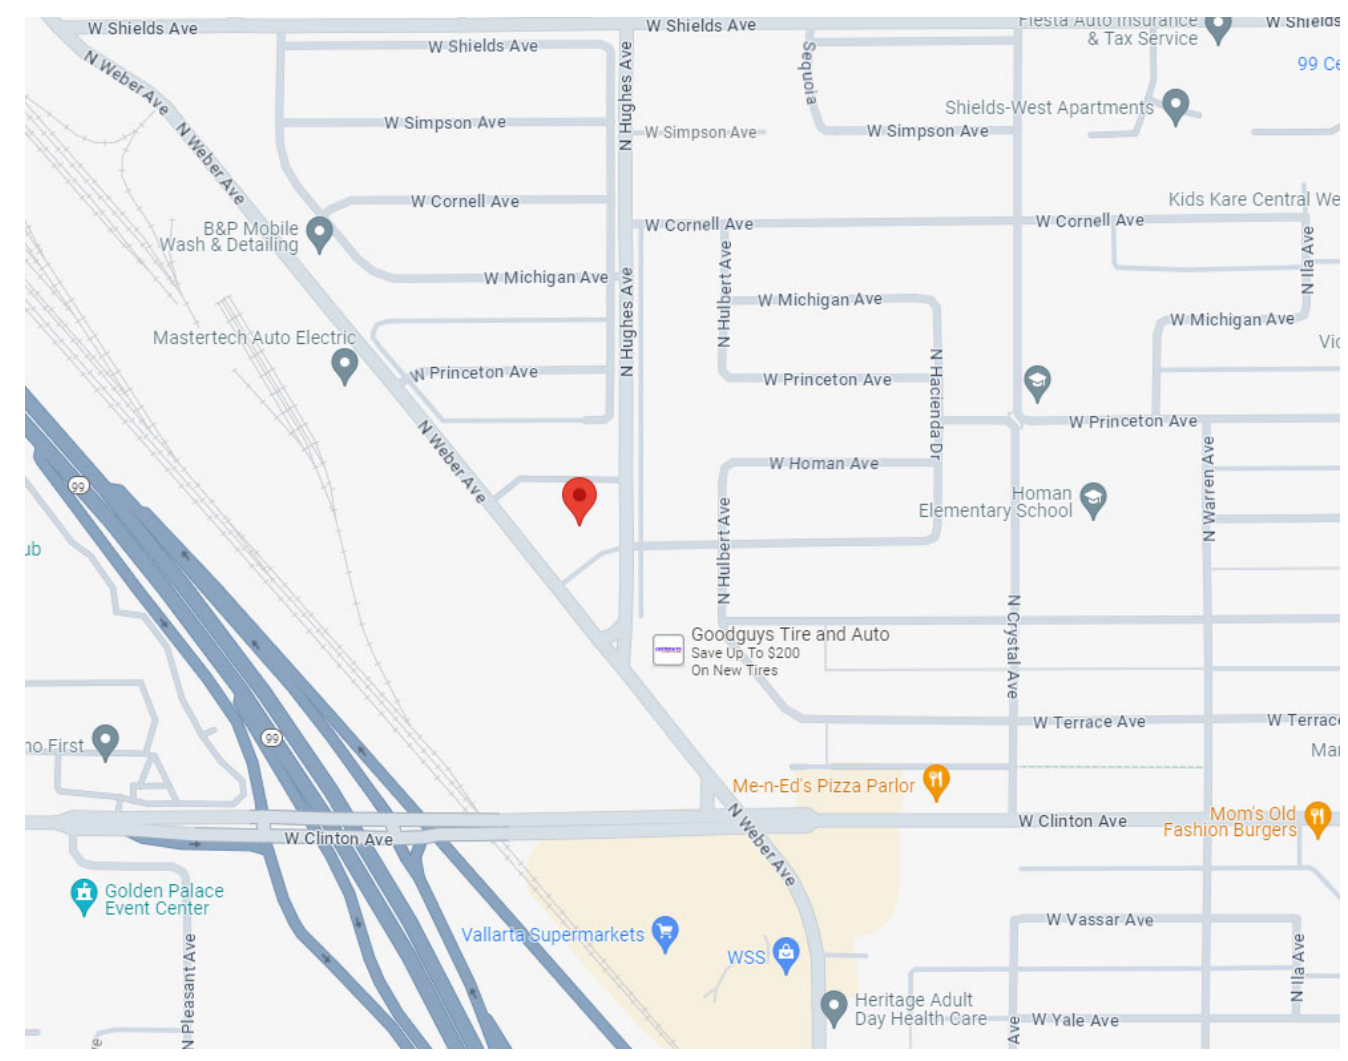 W Shields Ave
W Shields Ave
W Shields Ave
Fiesta Auto Insurance
& Tax Service
W Shields
99 Ce
N Weber Ave
N Hughes Ave
Sequoia
Shields-West Apartments
W Simpson Ave
W Simpson Ave
W Simpson Ave
N Weber Ave
W Cornell Ave
Kids Kare Central We
B&P Mobile
Wash & Detailing
W Cornell Ave
W Cornell Ave
N Ila Ave
N Hulbert Ave
W Michigan Ave
N Hughes Ave
W Michigan Ave
W Michigan Ave
Mastertech Auto Electric
Vic
W Princeton Ave
W Princeton Ave
N Hacienda Dr
W Princeton Ave
N Weber Ave
W Homan Ave
N Warren Ave
99
Homan
Elementary School
ub
N Hulbert Ave
Goodguys Tire and Auto
Save Up To $200
On New Tires
N Crystal Ave
W Terrace Ave
W Terrace
99
no First
Mar
Me-n-Ed's Pizza Parlor
N Weber Ave
W Clinton Ave
W Clinton Ave
Mom's Old
Fashion Burgers
Golden Palace
Event Center
W Vassar Ave
Vallarta Supermarkets
WSS
N Ila Ave
N Pleasant Ave
Heritage Adult
Day Health Care
Ave
W Yale Ave